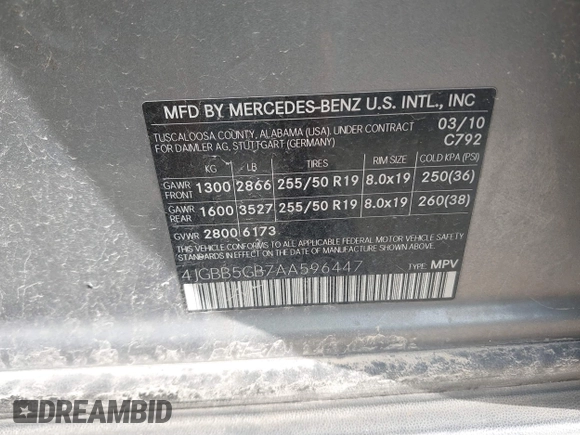 MFD BY MERCEDES-BENZ U.S. INTL., INC
TUSCALOOSA COUNTY, ALABAMA (USA), UNDER CONTRACT 03/10
FOR DAIMLER AG, STUTTGART (GERMANY) C792
KG LB TIRES RIM SIZE COLD KPA (PSI)
GAWR FRONT 1300 2866 255/50 R19 8.0x19 250(36)
GAWR REAR 1600 3527 255/50 R19 8.0x19 260(38)
GVWR 2800 6173
THIS VEHICLE CONFORMS TO ALL APPLICABLE FEDERAL MOTOR VEHICLE SAFETY
AND THEFT PREVENTION STANDARDS IN EFFECT ON THE DATE OF MANUFACTURE SHOWN ABOVE.
4JGBB5GB7AA596447 TYPE: MPV
DREAMBID